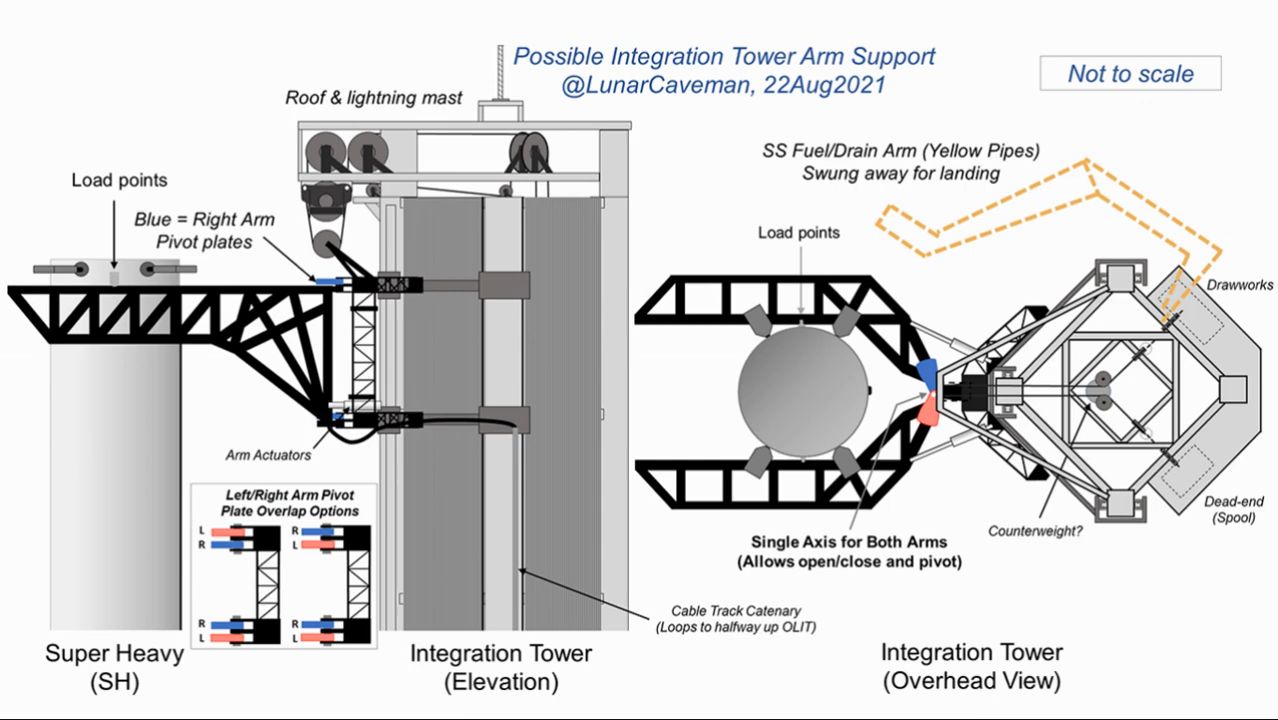 Possible Integration Tower Arm Support
@LunarCaveman, 22Aug2021
Not to scale
Roof & lightning mast
Load points
Blue = Right Arm
Pivot plates
SS Fuel/Drain Arm (Yellow Pipes)
Swung away for landing
Load points
Drawworks
Arm Actuators
Left/Right Arm Pivot
Plate Overlap Options
L
R
R
L
R
L
R
L
Dead-end
(Spool)
Counterweight?
Single Axis for Both Arms
(Allows open/close and pivot)
Cable Track Catenary
(Loops to halfway up OLIT)
Super Heavy
(SH)
Integration Tower
(Elevation)
Integration Tower
(Overhead View)